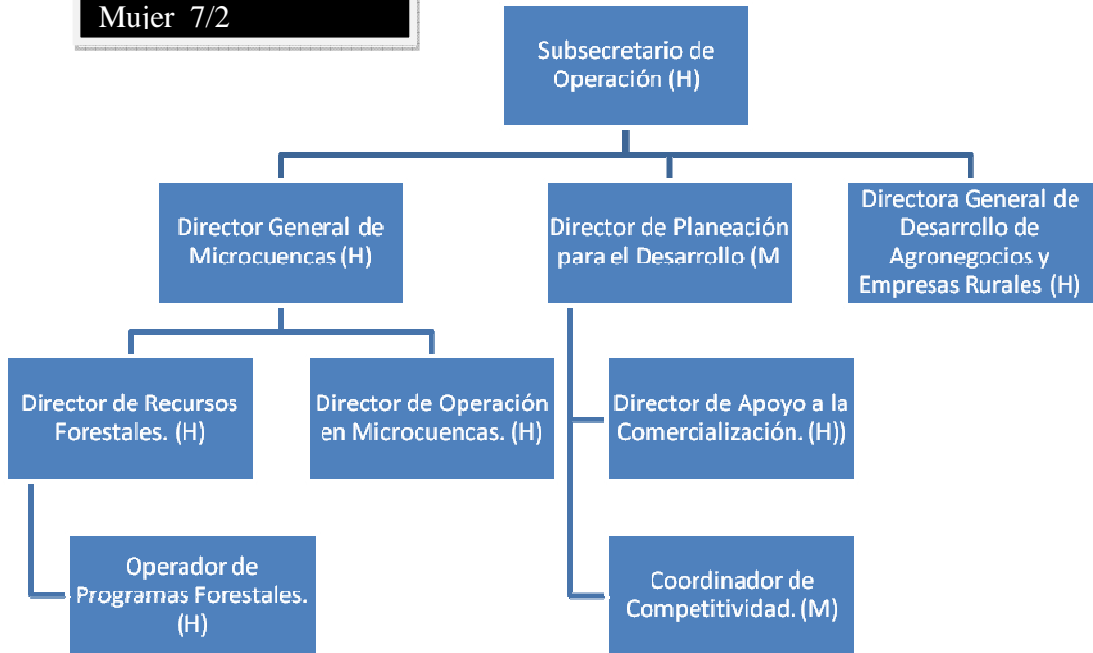 Mujer 7/2
Subsecretario de
Operación (H)
Director General de
Microcuencas (H)
Director de Planeación
para el Desarrollo (M
Directora General de
Desarrollo de
Agronegocios y
Empresas Rurales (H)
Director de Recursos
Forestales. (H)
Director de Operación
en Microcuencas. (H)
Director de Apoyo a la
Comercialización. (H))
Operador de
Programas Forestales.
(H)
Coordinador de
Competitividad. (M)